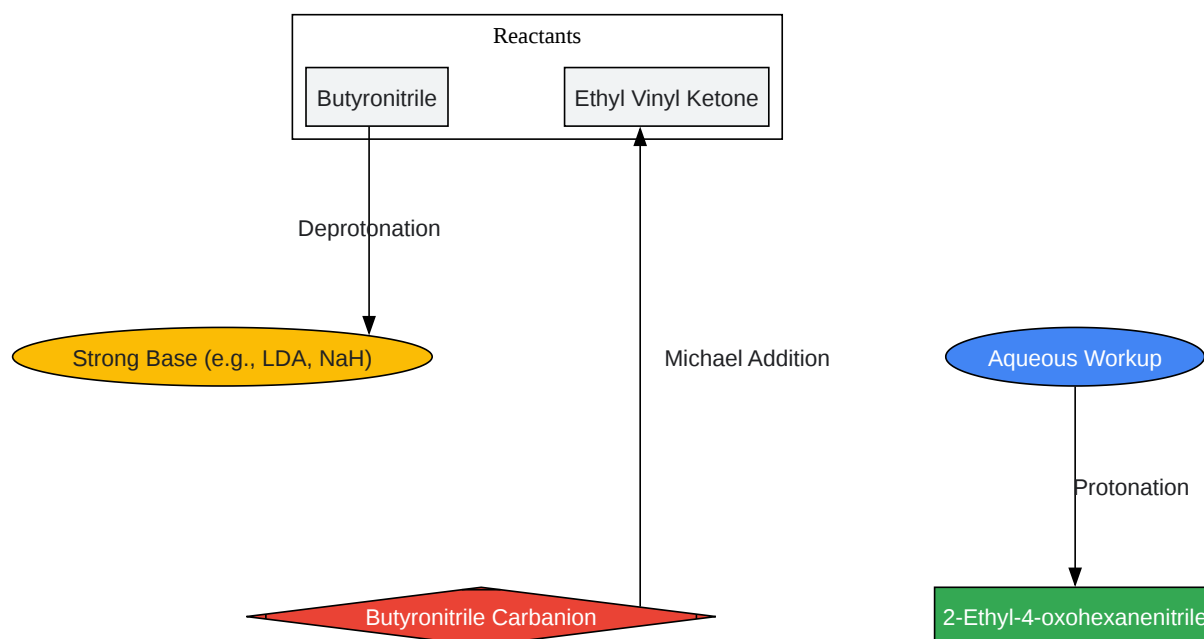 Reactants
Butyronitrile
Ethyl Vinyl Ketone
Deprotonation
Strong Base (e.g., LDA, NaH)
Michael Addition
Aqueous Workup
Protonation
Butyronitrile Carbanion
2-Ethyl-4-oxohexanenitrile